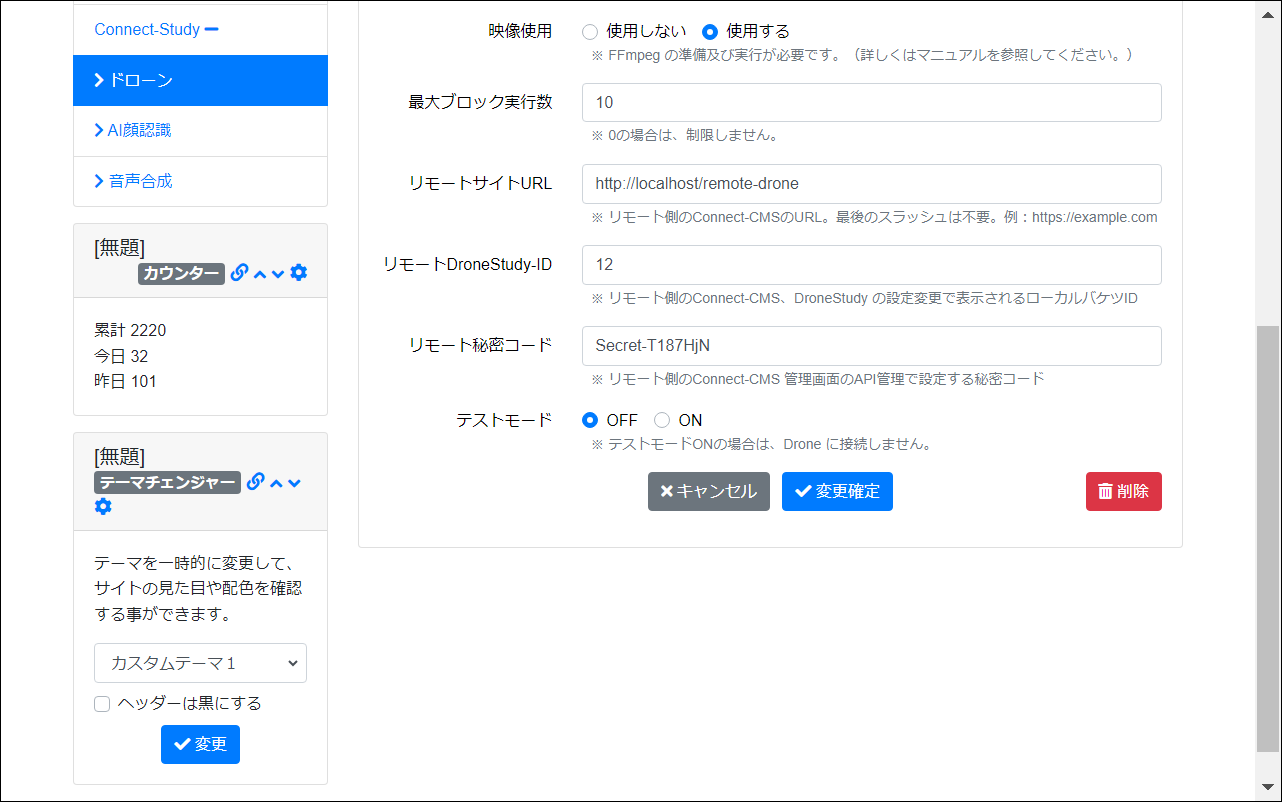 Connect-Study
ドローン
AI顔認識
音声合成
[無題]
カウンター
累計 2220
今日 32
昨日 101
[無題]
テーマチェンジャー
テーマを一時的に変更して、
サイトの見た目や配色を確認
する事ができます。
カスタムテーマ１
ヘッダーは黒にする
変更
映像使用 使用しない 使用する
※ FFmpeg の準備及び実行が必要です。（詳しくはマニュアルを参照してください。）
最大ブロック実行数 10
※ 0の場合は、制限しません。
リモートサイトURL http://localhost/remote-drone
※ リモート側のConnect-CMSのURL。最後のスラッシュは不要。例：https://example.com
リモートDroneStudy-ID 12
※ リモート側のConnect-CMS、DroneStudy の設定変更で表示されるローカルバケツID
リモート秘密コード Secret-T187HjN
※ リモート側のConnect-CMS 管理画面のAPI管理で設定する秘密コード
テストモード OFF ON
※ テストモードONの場合は、Drone に接続しません。
キャンセル 変更確定 削除